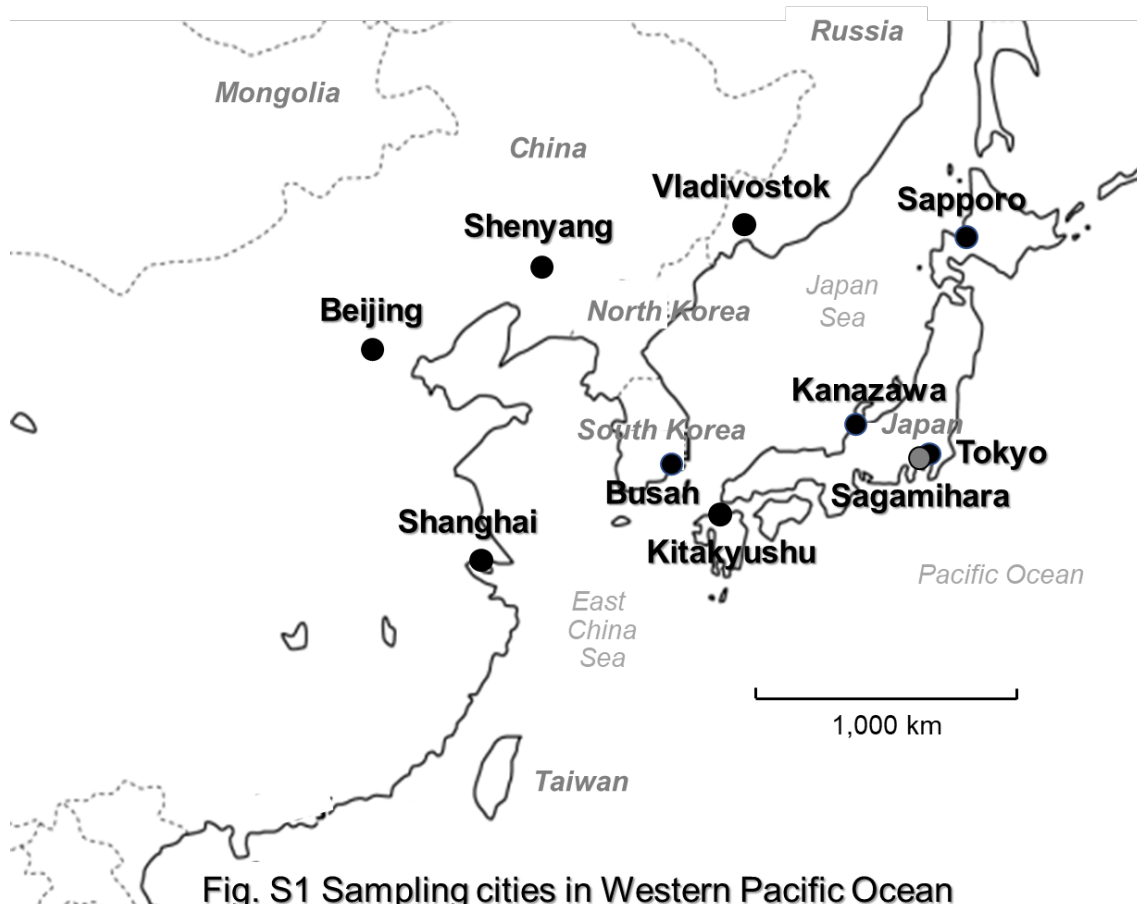 Russia
Mongolia
China
Vladivostok
Sapporo
Shenyang
Japan
Sea
Beijing
North Korea
Kanazawa
Japan
South Korea
Tokyo
Busan
Sagamihara
Shanghai
Kitakyushu
Pacific Ocean
East
China
Sea
1,000 km
Taiwan
Fig. S1 Sampling cities in Western Pacific Ocean